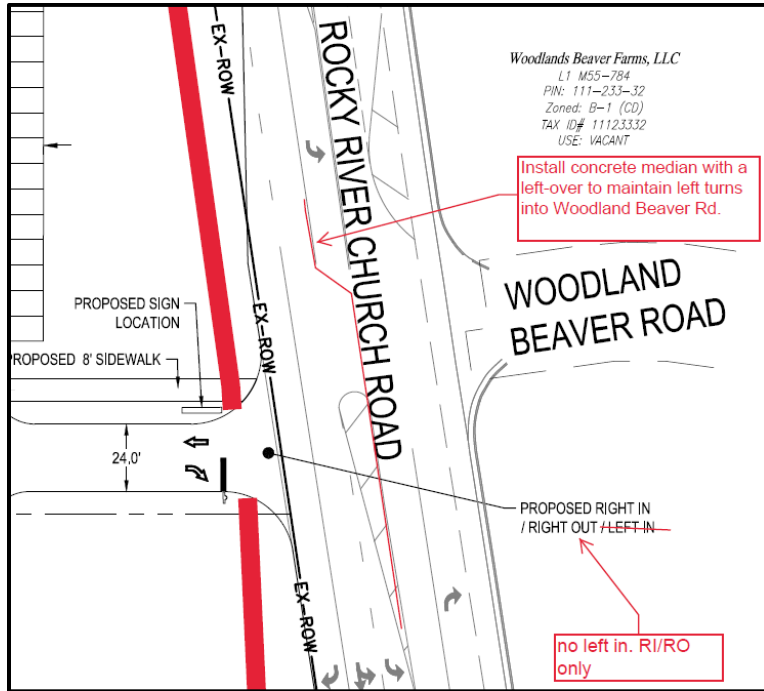 EX-ROW
ROCKY RIVER CHURCH ROAD
Woodlands Beaver Farms, LLC
L1 M55-784
PIN: 111-233-32
Zoned: B-1 (CD)
TAX ID# 11123332
USE: VACANT
Install concrete median with a
left-over to maintain left turns
into Woodland Beaver Rd.
WOODLAND
BEAVER ROAD
PROPOSED SIGN
LOCATION
EX-ROW
PROPOSED 8' SIDEWALK
24.0'
PROPOSED RIGHT IN
/ RIGHT OUT / LEFT IN
EX-ROW
no left in. RI/RO
only